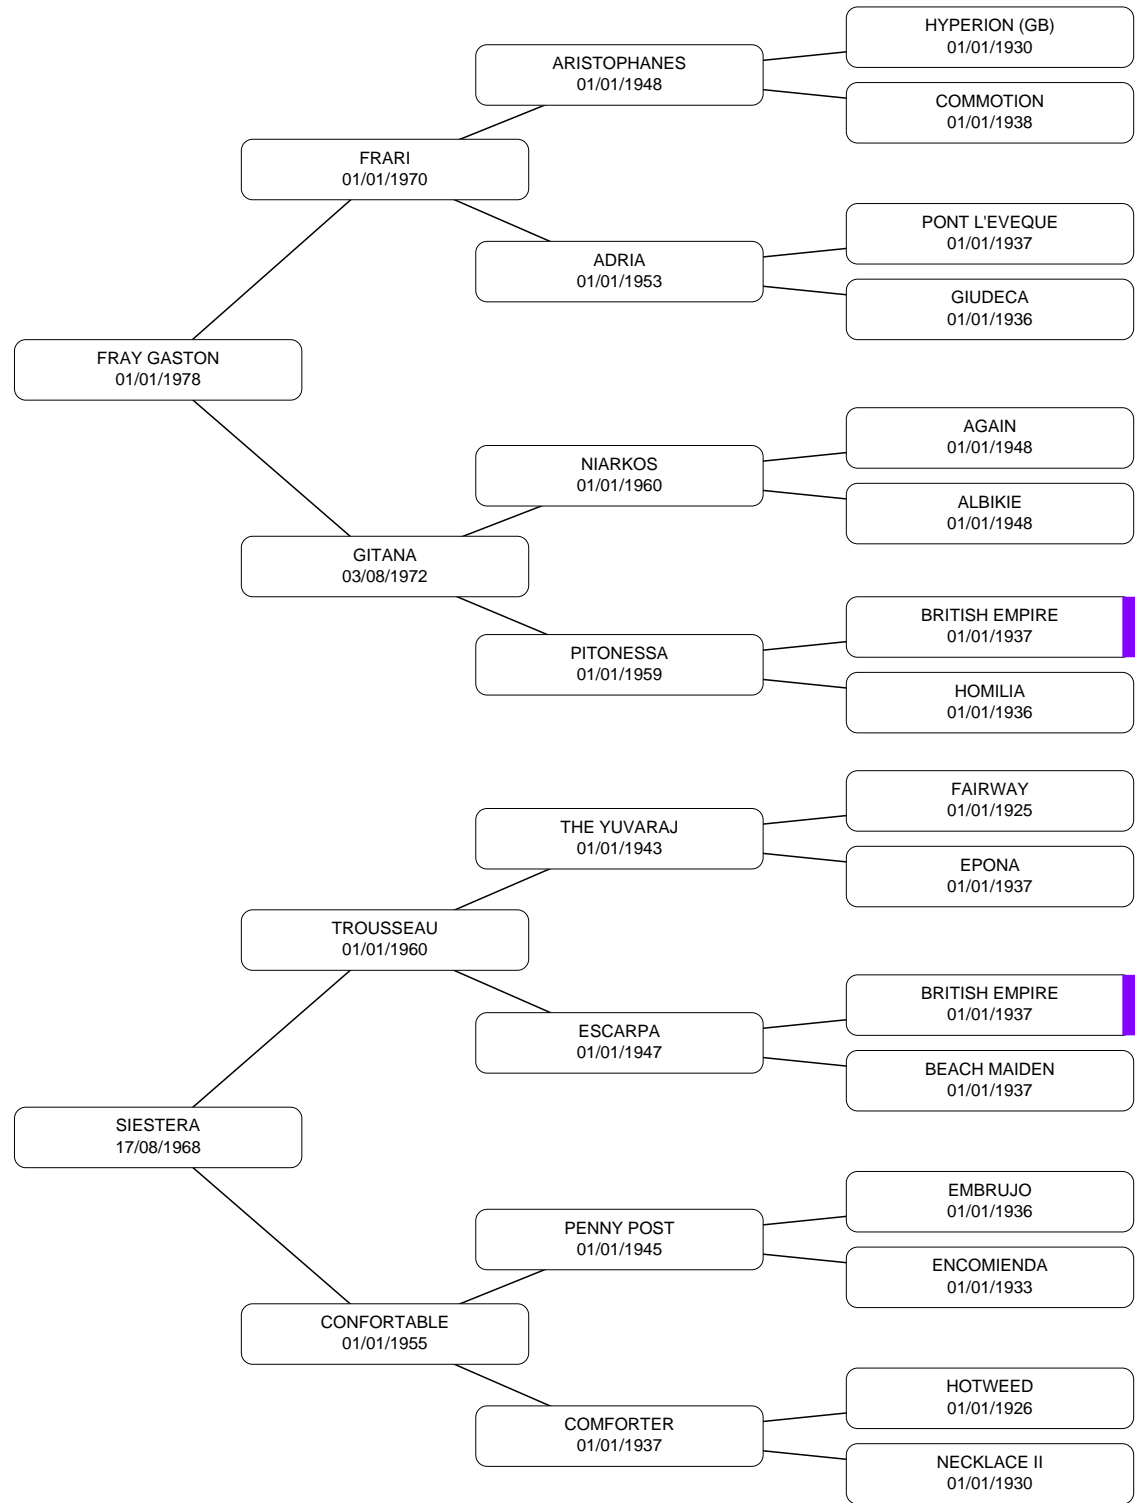 HYPERION (GB)
01/01/1930
ARISTOPHANES
01/01/1948
COMMOTION
01/01/1938
FRARI
01/01/1970
PONT L'EVEQUE
01/01/1937
ADRIA
01/01/1953
GIUDECA
01/01/1936
FRAY GASTON
01/01/1978
AGAIN
01/01/1948
NIARKOS
01/01/1960
ALBIKIE
01/01/1948
GITANA
03/08/1972
BRITISH EMPIRE
01/01/1937
PITONESSA
01/01/1959
HOMILIA
01/01/1936
FAIRWAY
01/01/1925
THE YUVARAJ
01/01/1943
EPONA
01/01/1937
TROUSSEAU
01/01/1960
BRITISH EMPIRE
01/01/1937
ESCARPA
01/01/1947
BEACH MAIDEN
01/01/1937
SIESTERA
17/08/1968
EMBRUJO
01/01/1936
PENNY POST
01/01/1945
ENCOMIENDA
01/01/1933
CONFORTABLE
01/01/1955
HOTWEED
01/01/1926
COMFORTER
01/01/1937
NECKLACE II
01/01/1930